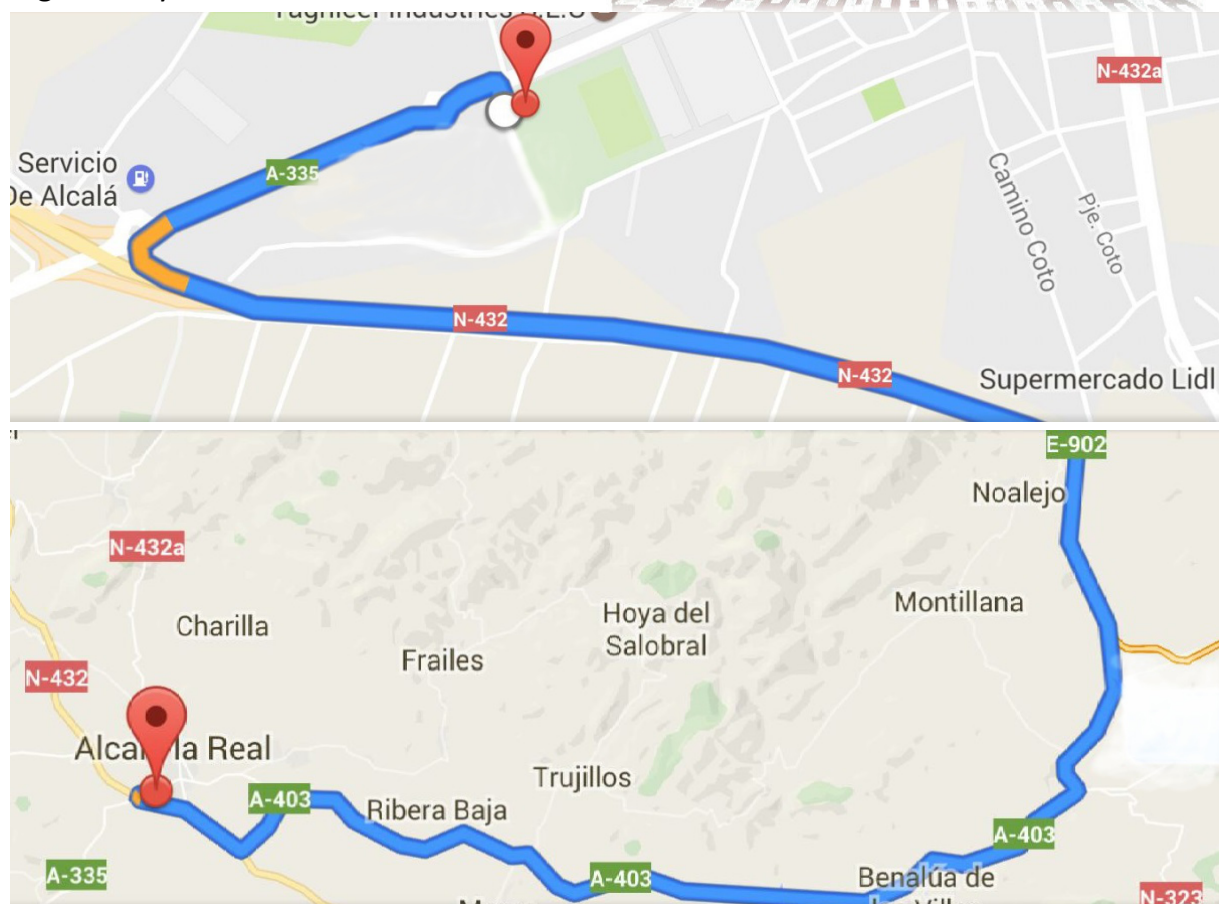 N-432a
Servicio
De Alcalá
A-335
Camino Coto
Pje. Coto
N-432
N-432
Supermercado Lidl
E-902
Noalejo
N-432a
Charilla
Hoya del
Salobral
Montillana
Frailes
N-432
la Real
Trujillos
A-403
Ribera Baja
A-403
A-335
A-403
Benalúa de
N-323